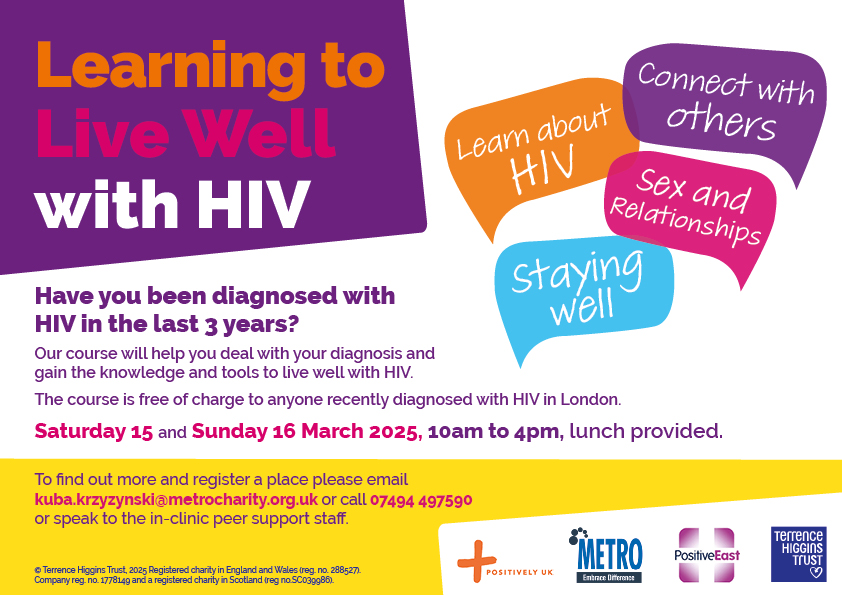 Learning to
Live Well
with HIV
Learn about
HIV
Connect with
others
Sex and
Relationships
Staying
well
Have you been diagnosed with
HIV in the last 3 years?
Our course will help you deal with your diagnosis and
gain the knowledge and tools to live well with HIV.
The course is free of charge to anyone recently diagnosed with HIV in London.
Saturday 15 and Sunday 16 March 2025, 10am to 4pm, lunch provided.
To find out more and register a place please email
kuba.krzyzynski@metrocharity.org.uk or call 07494 497590
or speak to the in-clinic peer support staff.
© Terrence Higgins Trust, 2025 Registered charity in England and Wales (reg. no. 288527).
Company reg. no. 1778149 and a registered charity in Scotland (reg no.SC039986).
POSITIVELY UK
METRO
Embrace Difference
PositiveEast
TERRENCE
HIGGINS
TRUST